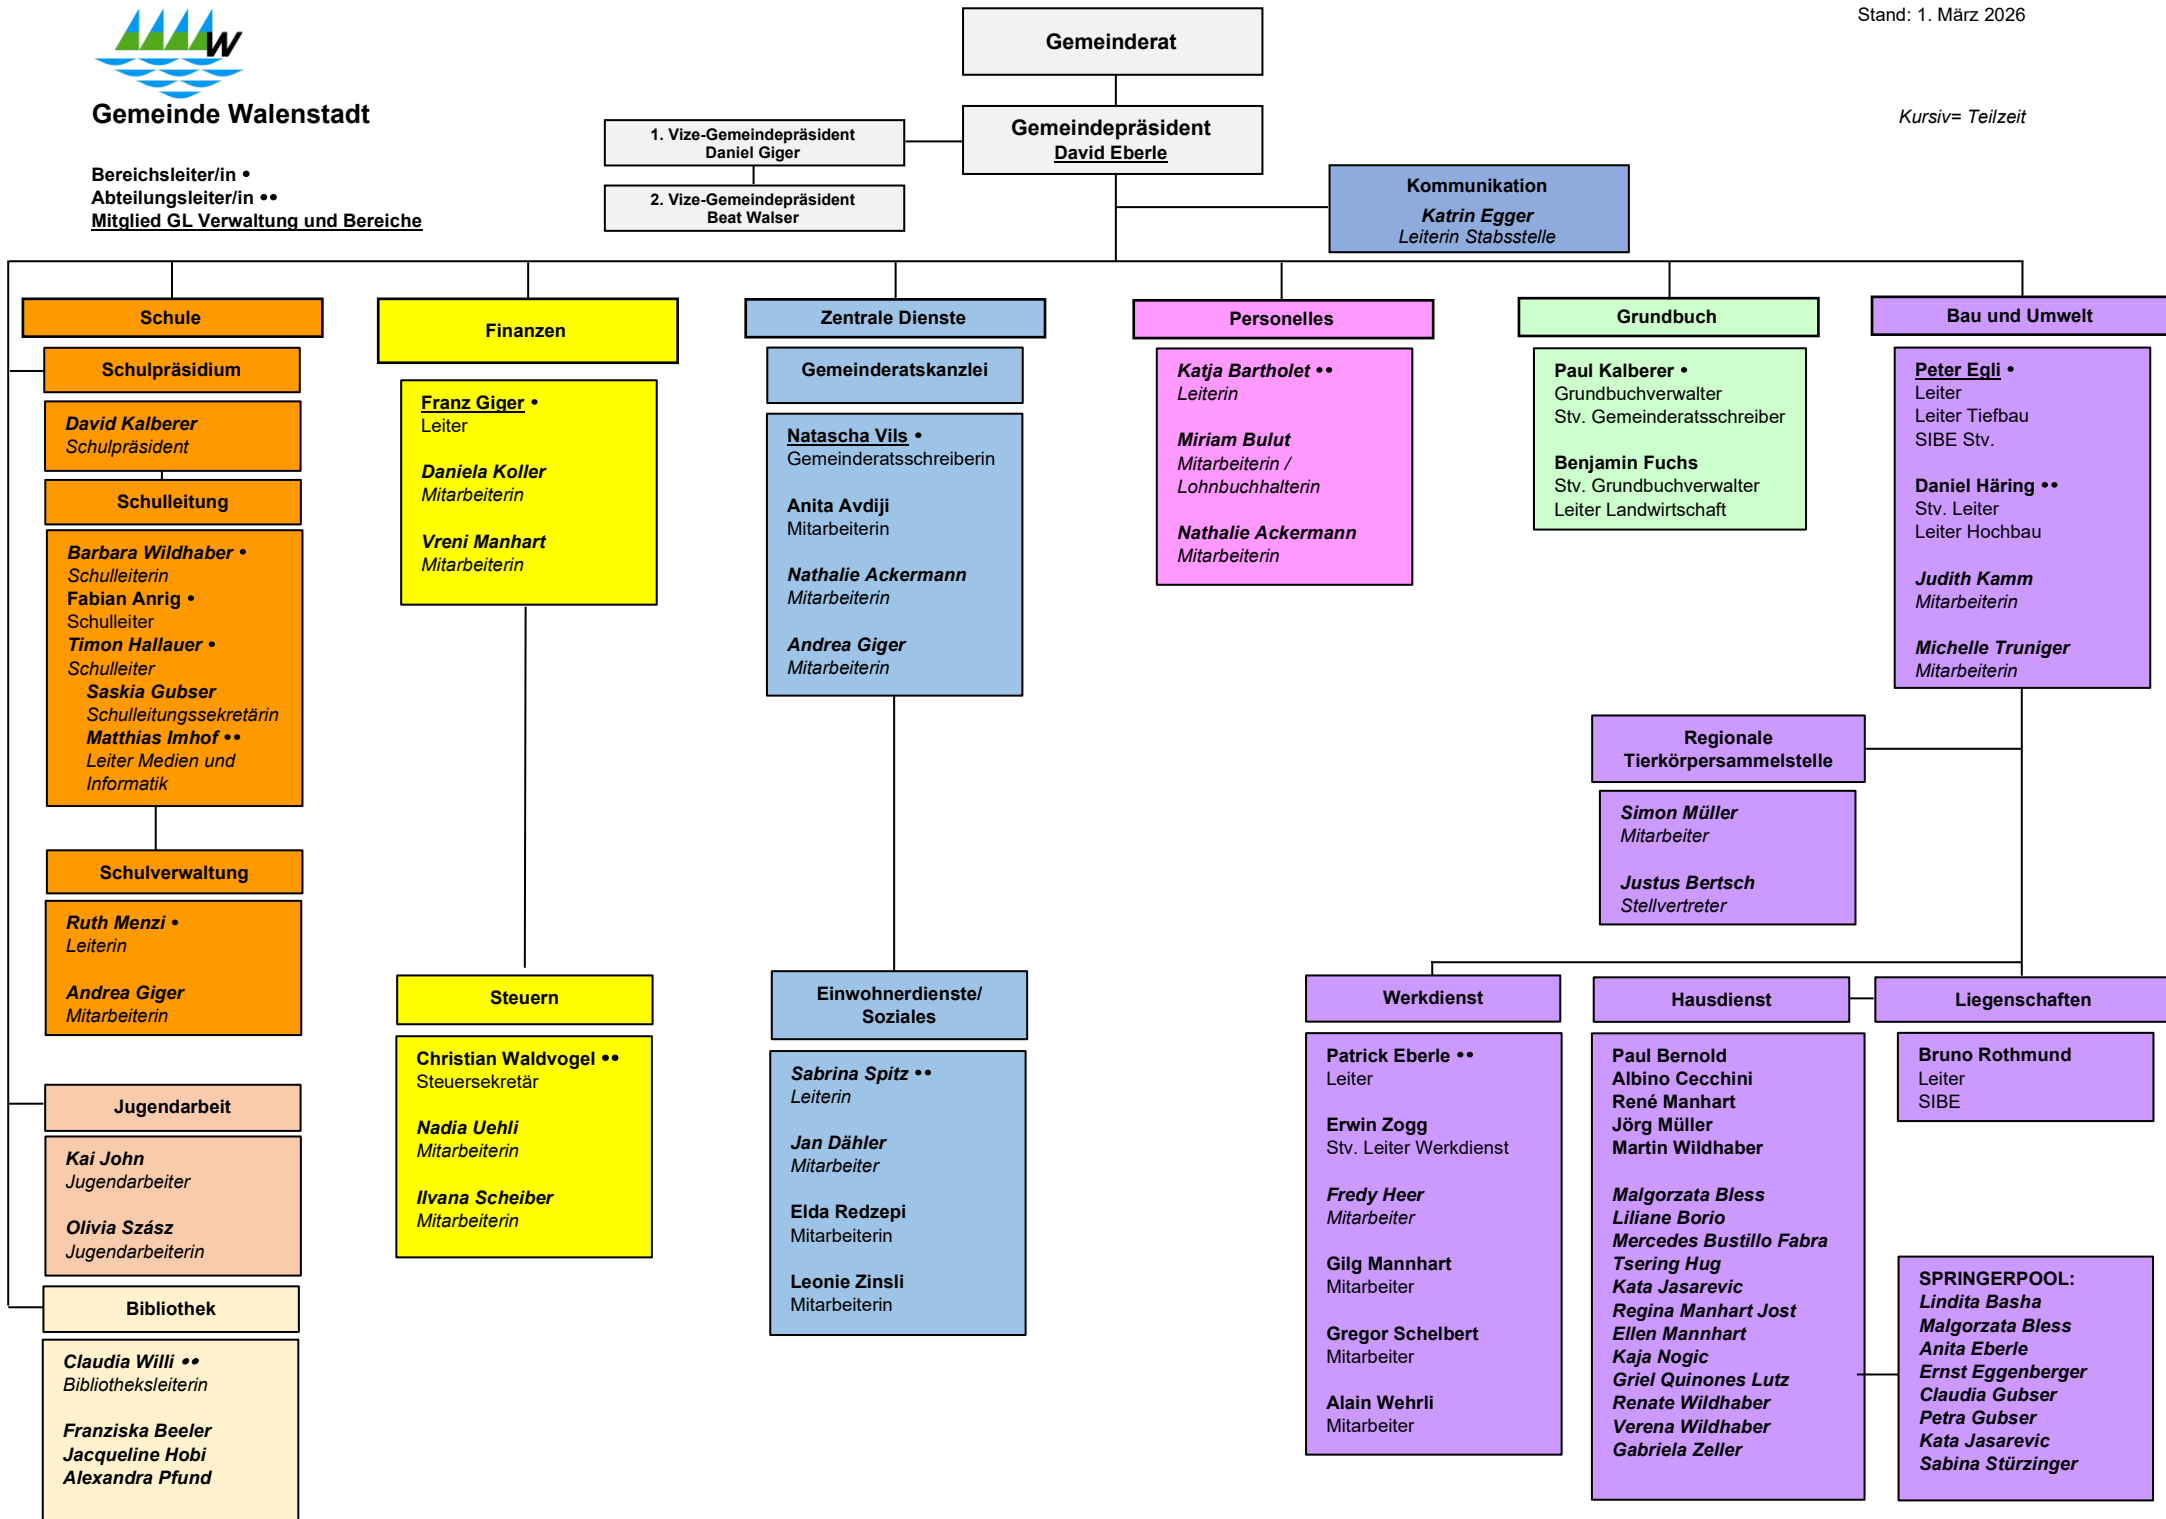 Stand: 1. März 2026
W
Gemeinde Walenstadt
Kursiv= Teilzeit
Bereichsleiter/in •
Abteilungsleiter/in ••
Mitglied GL Verwaltung und Bereiche
Gemeinderat
Gemeindepräsident
David Eberle
1. Vize-Gemeindepräsident
Daniel Giger
2. Vize-Gemeindepräsident
Beat Walser
Kommunikation
Katrin Egger
Leiterin Stabsstelle
Schule
Schulpräsidium
David Kalberer
Schulpräsident
Schulleitung
Barbara Wildhaber •
Schulleiterin
Fabian Anrig •
Schulleiter
Timon Hallauer •
Schulleiter
Saskia Gubser
Schulleitungssekretärin
Matthias Imhof ••
Leiter Medien und
Informatik
Schulverwaltung
Ruth Menzi •
Leiterin
Andrea Giger
Mitarbeiterin
Jugendarbeit
Kai John
Jugendarbeiter
Olivia Szász
Jugendarbeiterin
Bibliothek
Claudia Willi ••
Bibliotheksleiterin
Franziska Beeler
Jacqueline Hobi
Alexandra Pfund
Finanzen
Franz Giger •
Leiter
Daniela Koller
Mitarbeiterin
Vreni Manhart
Mitarbeiterin
Steuern
Christian Waldvogel ••
Steuersekretär
Nadia Uehli
Mitarbeiterin
Ilvana Scheiber
Mitarbeiterin
Zentrale Dienste
Gemeinderatskanzlei
Natascha Vils •
Gemeinderatsschreiberin
Anita Avdiji
Mitarbeiterin
Nathalie Ackermann
Mitarbeiterin
Andrea Giger
Mitarbeiterin
Einwohnerdienste/
Soziales
Sabrina Spitz ••
Leiterin
Jan Dähler
Mitarbeiter
Elda Redzepi
Mitarbeiterin
Leonie Zinsli
Mitarbeiterin
Personelles
Katja Bartholet ••
Leiterin
Miriam Bulut
Mitarbeiterin /
Lohnbuchhalterin
Nathalie Ackermann
Mitarbeiterin
Grundbuch
Paul Kalberer •
Grundbuchverwalter
Stv. Gemeinderatsschreiber
Benjamin Fuchs
Stv. Grundbuchverwalter
Leiter Landwirtschaft
Bau und Umwelt
Peter Egli •
Leiter
Leiter Tiefbau
SIBE Stv.
Daniel Häring ••
Stv. Leiter
Leiter Hochbau
Judith Kamm
Mitarbeiterin
Michelle Truniger
Mitarbeiterin
Regionale
Tierkörpersammelstelle
Simon Müller
Mitarbeiter
Justus Bertsch
Stellvertreter
Werkdienst
Patrick Eberle ••
Leiter
Erwin Zogg
Stv. Leiter Werkdienst
Fredy Heer
Mitarbeiter
Gilg Mannhart
Mitarbeiter
Gregor Schelbert
Mitarbeiter
Alain Wehrli
Mitarbeiter
Hausdienst
Paul Bernold
Albino Cecchini
René Manhart
Jörg Müller
Martin Wildhaber
Malgorzata Bless
Liliane Borio
Mercedes Bustillo Fabra
Tsering Hug
Kata Jasarevic
Regina Manhart Jost
Ellen Mannhart
Kaja Nogic
Griel Quinones Lutz
Renate Wildhaber
Verena Wildhaber
Gabriela Zeller
Liegenschaften
Bruno Rothmund
Leiter
SIBE
SPRINGERPOOL:
Lindita Basha
Malgorzata Bless
Anita Eberle
Ernst Eggenberger
Claudia Gubser
Petra Gubser
Kata Jasarevic
Sabina Stürzinger